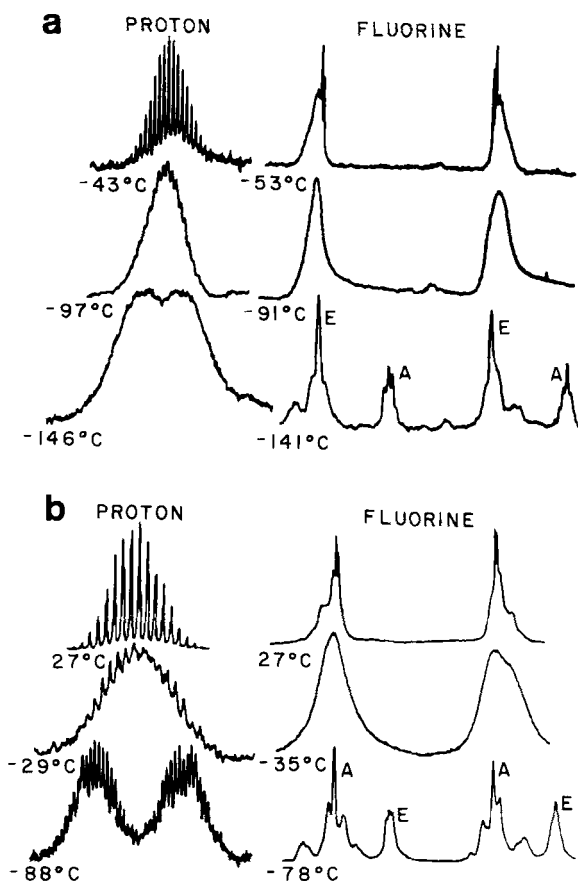 a
PROTON
FLUORINE
-43°C
-53°C
-97°C
-91°C
E
A
E
A
-146°C
-141°C
b
PROTON
FLUORINE
27°C
27°C
-29°C
-35°C
A
E
A
E
-88°C
-78°C